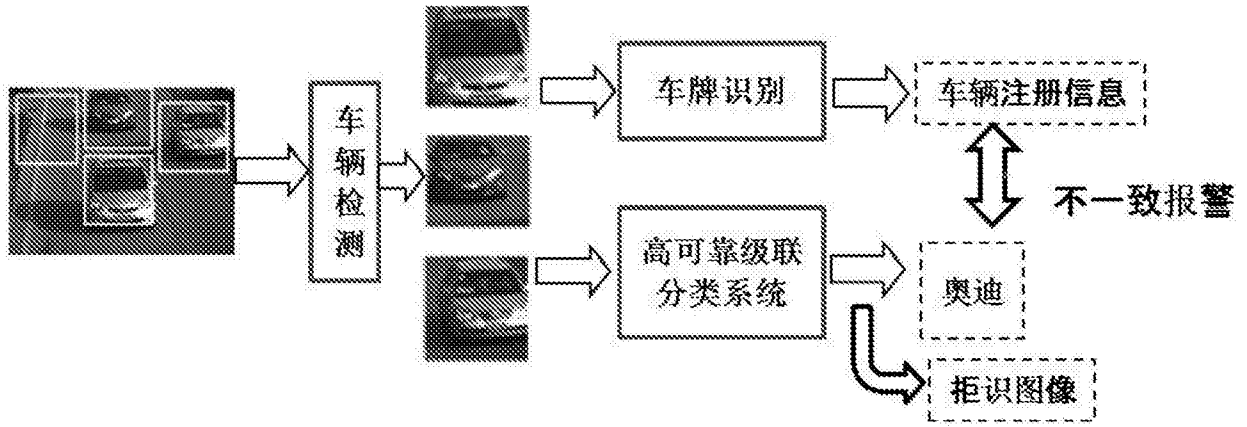 车辆检测
车牌识别
车辆注册信息
不一致报警
高可靠级联
分类系统
奥迪
拒识图像